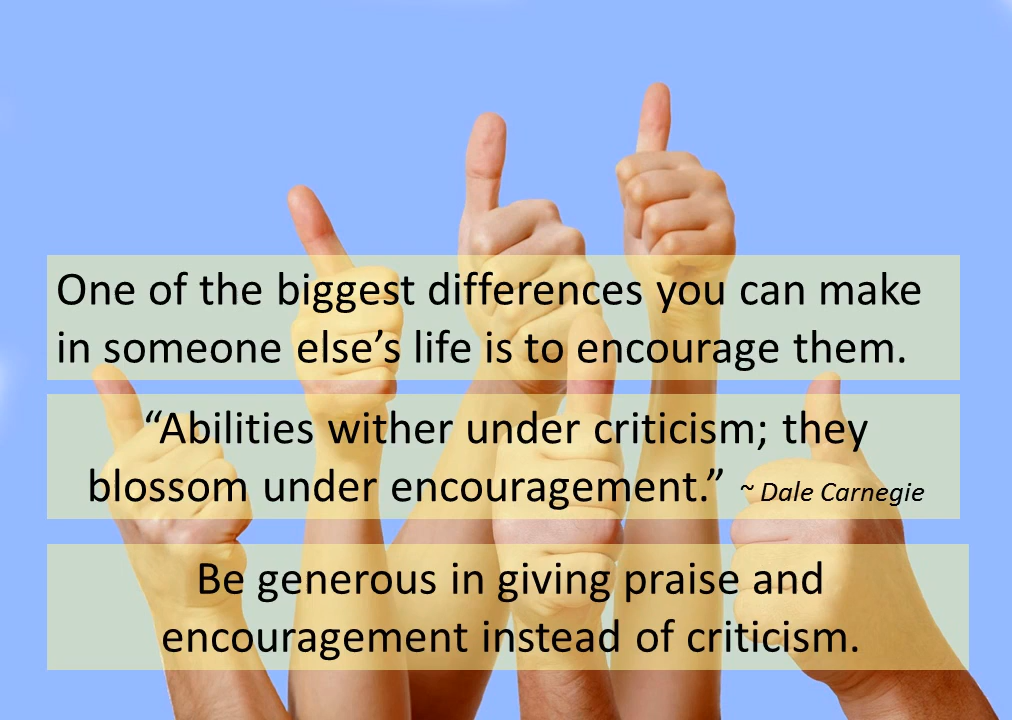 One of the biggest differences you can make
in someone else’s life is to encourage them.
“Abilities wither under criticism; they
blossom under encouragement.” ~ Dale Carnegie
Be generous in giving praise and
encouragement instead of criticism.